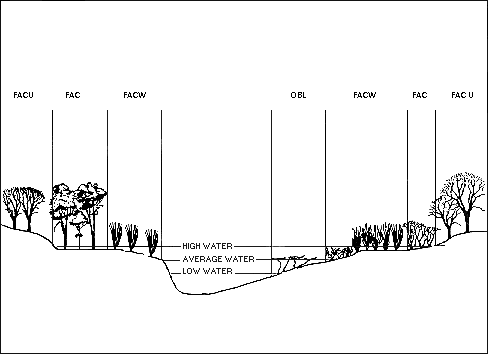 FACU FAC FACW OBL FACW FAC FAC U
HIGH WATER
AVERAGE WATER
LOW WATER